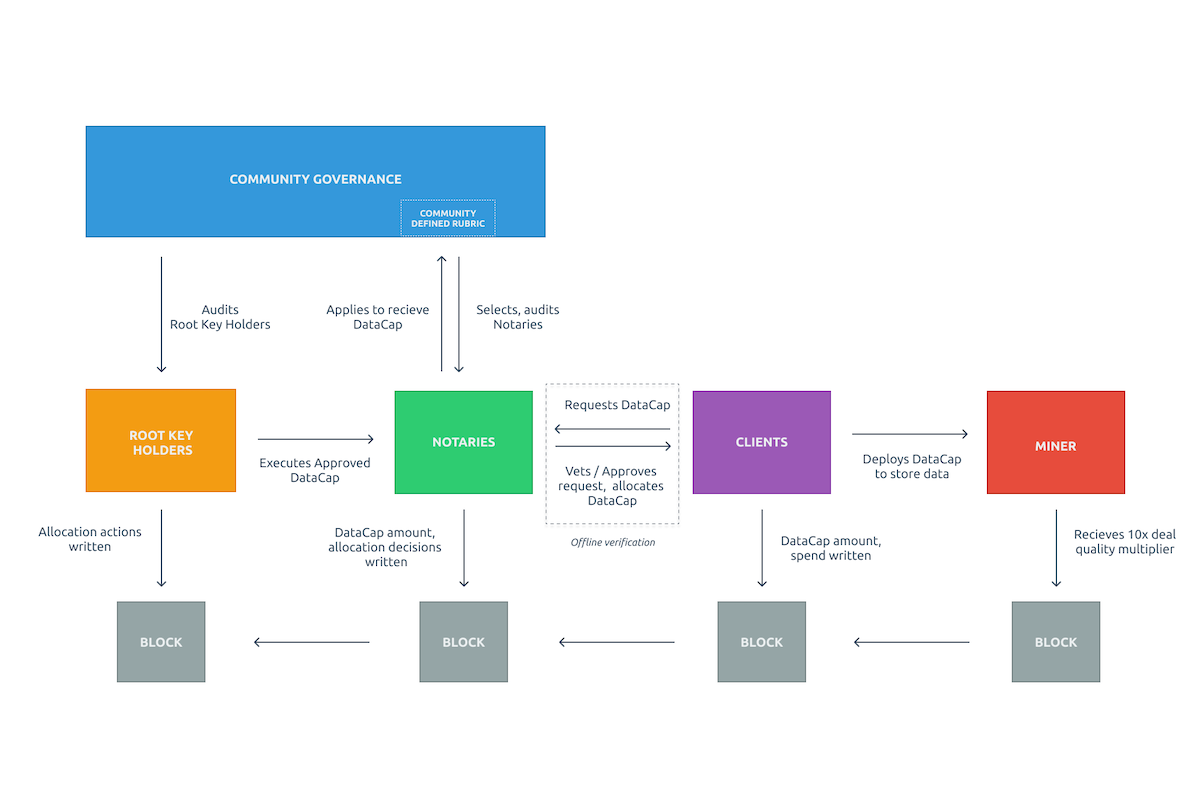 COMMUNITY GOVERNANCE
COMMUNITY
DEFINED RUBRIC
Audits
Root Key Holders
Applies to recieve
DataCap
Selects, audits
Notaries
ROOT KEY
HOLDERS
Executes Approved
DataCap
NOTARIES
Requests DataCap
Vets / Approves
request, allocates
DataCap
Offline verification
CLIENTS
Deploys DataCap
to store data
MINER
Allocation actions
written
DataCap amount,
allocation decisions
written
DataCap amount,
spend written
Recieves 10x deal
quality multiplier
BLOCK
BLOCK
BLOCK
BLOCK